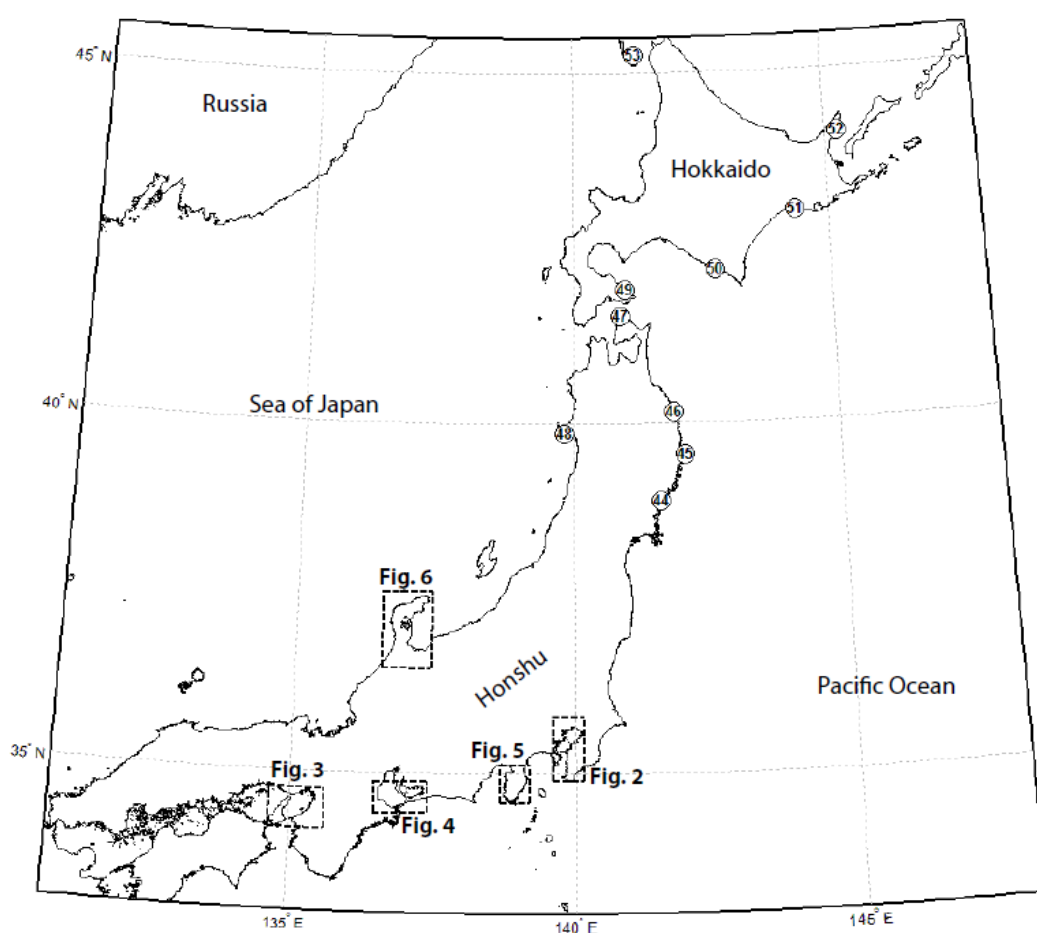 45° N
53
Russia
52
Hokkaido
51
50
49
47
40° N
Sea of Japan
46
48
45
44
Fig. 6
Honshu
Pacific Ocean
35° N
Fig. 5
Fig. 3
Fig. 2
Fig. 4
135° E
140° E
145° E